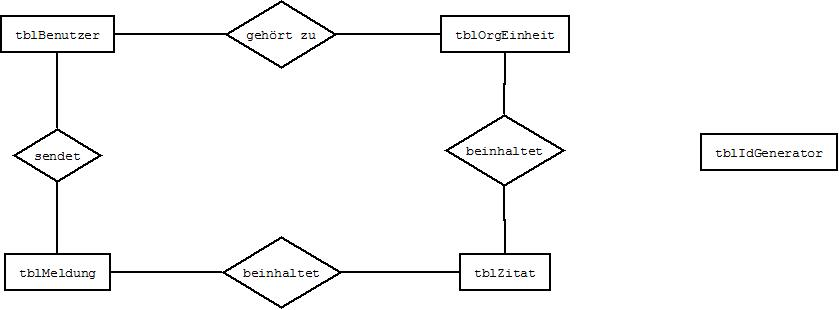 tblBenutzer
gehört zu
tblOrgEinheit
sendet
beinhaltet
tblIdGenerator
tblMeldung
beinhaltet
tblZitat